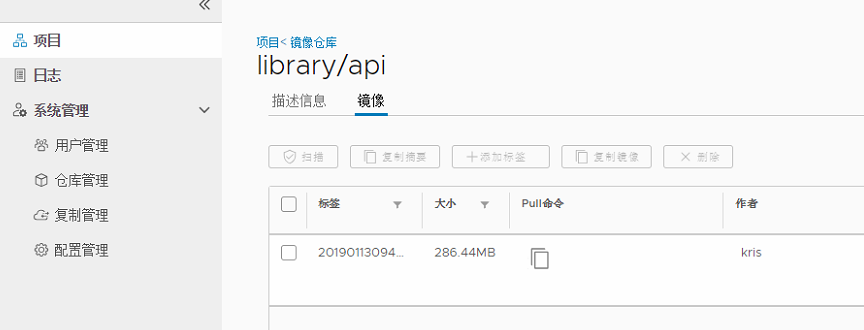 项目
日志
系统管理
用户管理
仓库管理
复制管理
配置管理
项目< 镜像仓库
library/api
描述信息 镜像
扫描 复制摘要 +添加标签 复制镜像 × 删除
标签 大小 Pull命令 作者
20190113094... 286.44MB kris